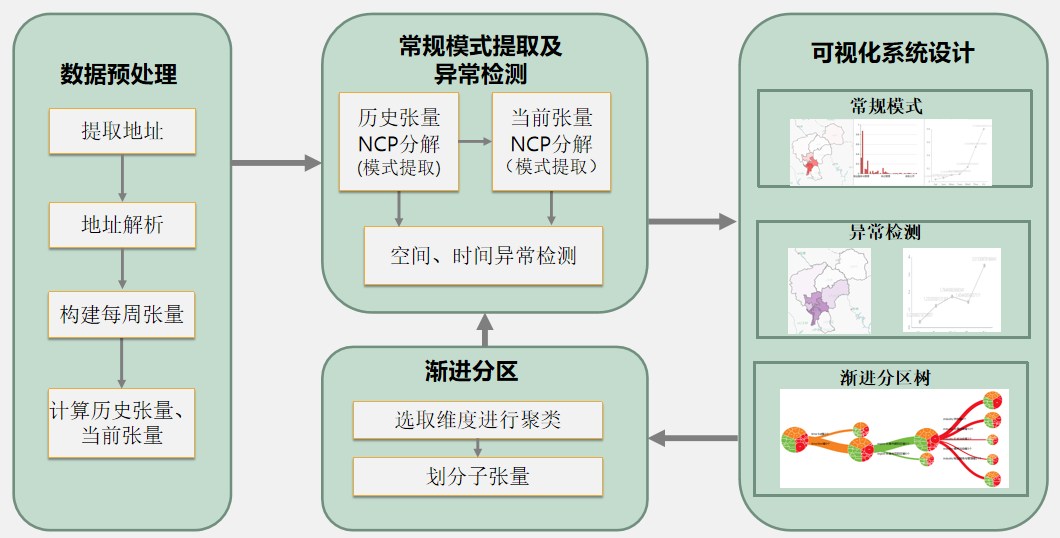 数据预处理
提取地址
地址解析
构建每周张量
计算历史张量、
当前张量
常规模式提取及
异常检测
历史张量
NCP分解
(模式提取)
当前张量
NCP分解
（模式提取）
空间、时间异常检测
渐进分区
选取维度进行聚类
划分子张量
可视化系统设计
常规模式
异常检测
渐进分区树